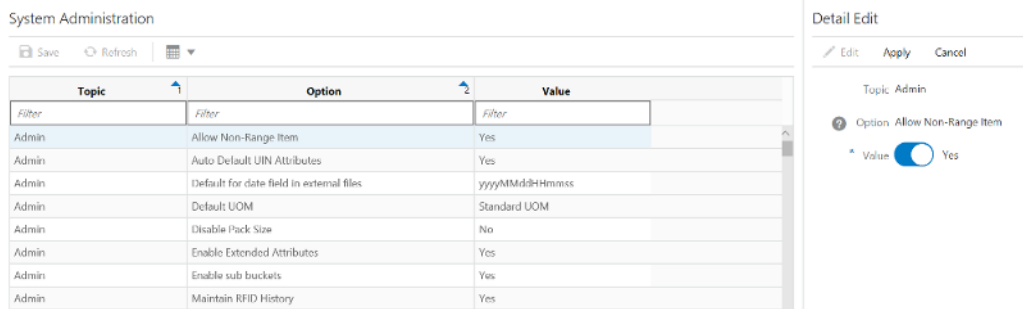 System Administration
Save Refresh
Topic 1 Option 2 Value
Filter Filter Filter
Admin Allow Non-Range Item Yes
Admin Auto Default UIN Attributes Yes
Admin Default for date field in external files yyyyMMddHHmmss
Admin Default UOM Standard UOM
Admin Disable Pack Size No
Admin Enable Extended Attributes Yes
Admin Enable sub buckets Yes
Admin Maintain RFID History Yes
Detail Edit
Edit Apply Cancel
Topic Admin
? Option Allow Non-Range Item
* Value Yes